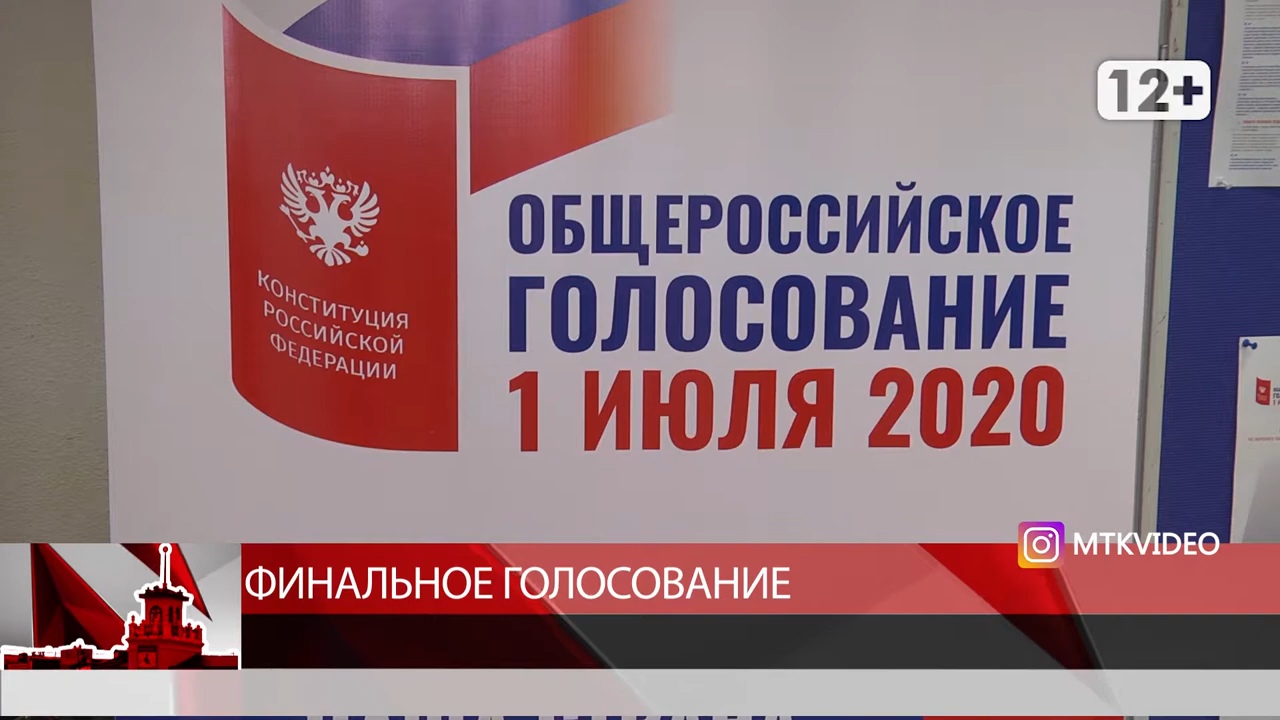 12+
КОНСТИТУЦИЯ
РОССИЙСКОЙ
ФЕДЕРАЦИИ
ОБЩЕРОССИЙСКОЕ
ГОЛОСОВАНИЕ
1 ИЮЛЯ 2020
MTKVIDEO
ФИНАЛЬНОЕ ГОЛОСОВАНИЕ